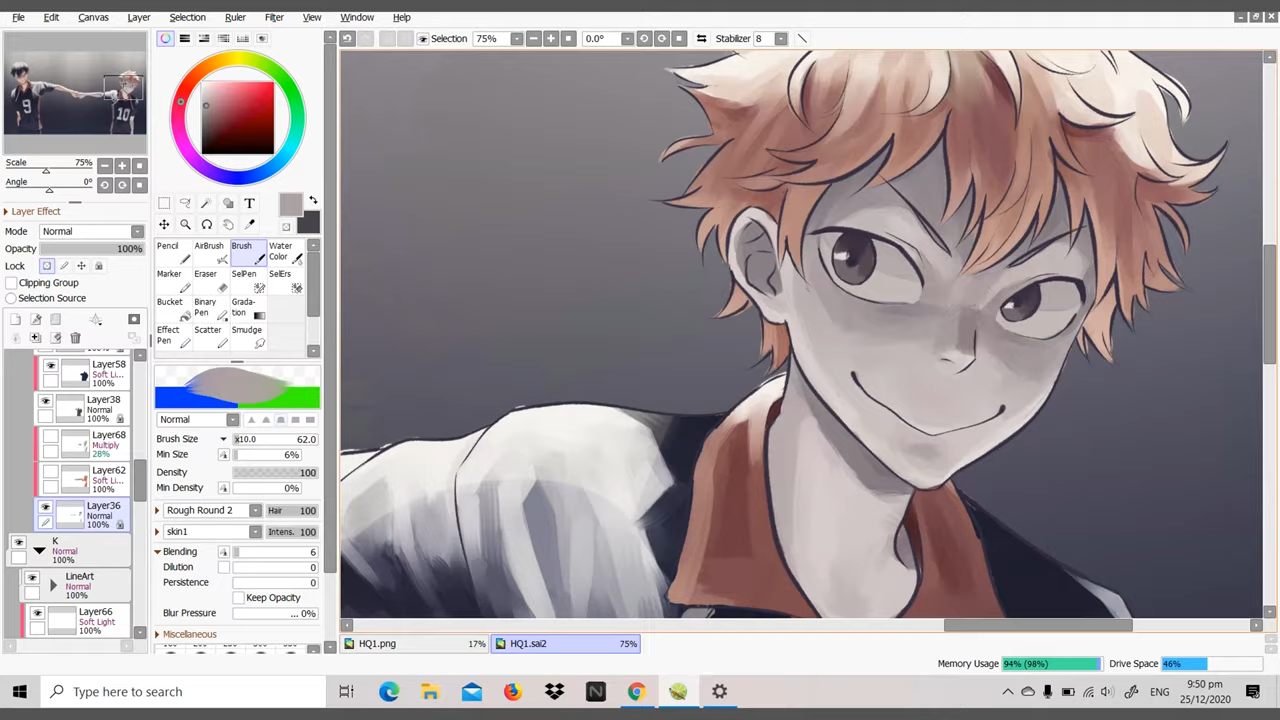 File Edit Canvas Layer Selection Ruler Filter View Window Help
Selection 75% 0.0° Stabilizer 8
9
10
Scale 75%
Angle 0°
Layer Effect
Mode Normal
Opacity 100%
Lock
Clipping Group
Selection Source
T
Pencil AirBrush Brush Water Color
Marker Eraser SelPen SelErs
Bucket Binary Pen Grada-tion
Effect Pen Scatter Smudge
Normal
Brush Size x10.0 62.0
Min Size 6%
Density 100
Min Density 0%
Rough Round 2 Hair 100
skin1 Intens. 100
Blending 6
Dilution 0
Persistence 0
Keep Opacity
Blur Pressure ... 0%
Miscellaneous
Layer58
Soft Li...
100%
Layer38
Normal
100%
Layer68
Multiply
28%
Layer62
Soft Li...
100%
Layer36
Normal
100%
K
Normal
100%
LineArt
Normal
100%
Layer66
Soft Light
100%
HQ1.png 17% HQ1.sai2 75%
Memory Usage 94% (98%) Drive Space 46%
Type here to search
N
ENG
9:50 pm
25/12/2020